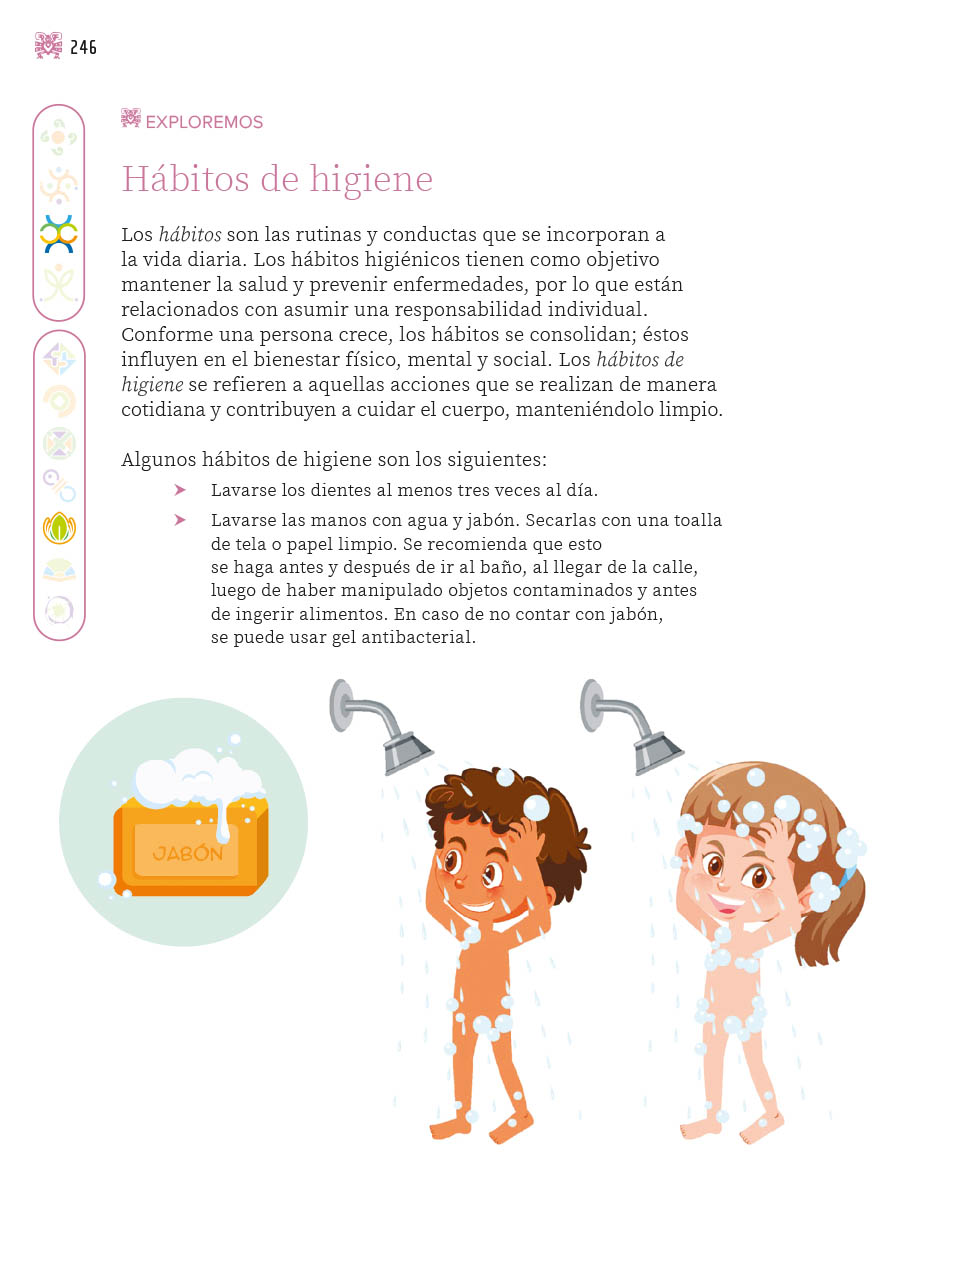 246
EXPLOREMOS
Hábitos de higiene
Los hábitos son las rutinas y conductas que se incorporan a
la vida diaria. Los hábitos higiénicos tienen como objetivo
mantener la salud y prevenir enfermedades, por lo que están
relacionados con asumir una responsabilidad individual.
Conforme una persona crece, los hábitos se consolidan; éstos
influyen en el bienestar físico, mental y social. Los hábitos de
higiene se refieren a aquellas acciones que se realizan de manera
cotidiana y contribuyen a cuidar el cuerpo, manteniéndolo limpio.
Algunos hábitos de higiene son los siguientes:
➤ Lavarse los dientes al menos tres veces al día.
➤ Lavarse las manos con agua y jabón. Secarlas con una toalla
de tela o papel limpio. Se recomienda que esto
se haga antes y después de ir al baño, al llegar de la calle,
luego de haber manipulado objetos contaminados y antes
de ingerir alimentos. En caso de no contar con jabón,
se puede usar gel antibacterial.
JABÓN